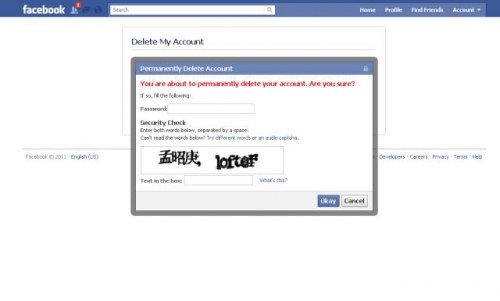 facebook
Search
Home Profile Find Friends Account
Delete My Account
Permanently Delete Account
You are about to permanently delete your account. Are you sure?
If so, fill the following:
Password:
Security Check
Enter both words below, separated by a space.
Can't read the words below? Try different words or an audio captcha.
孟昭庚, lofter
Text in the box: What's this?
Okay Cancel
Facebook © 2011 English (US)
Developers · Careers · Privacy · Terms · Help